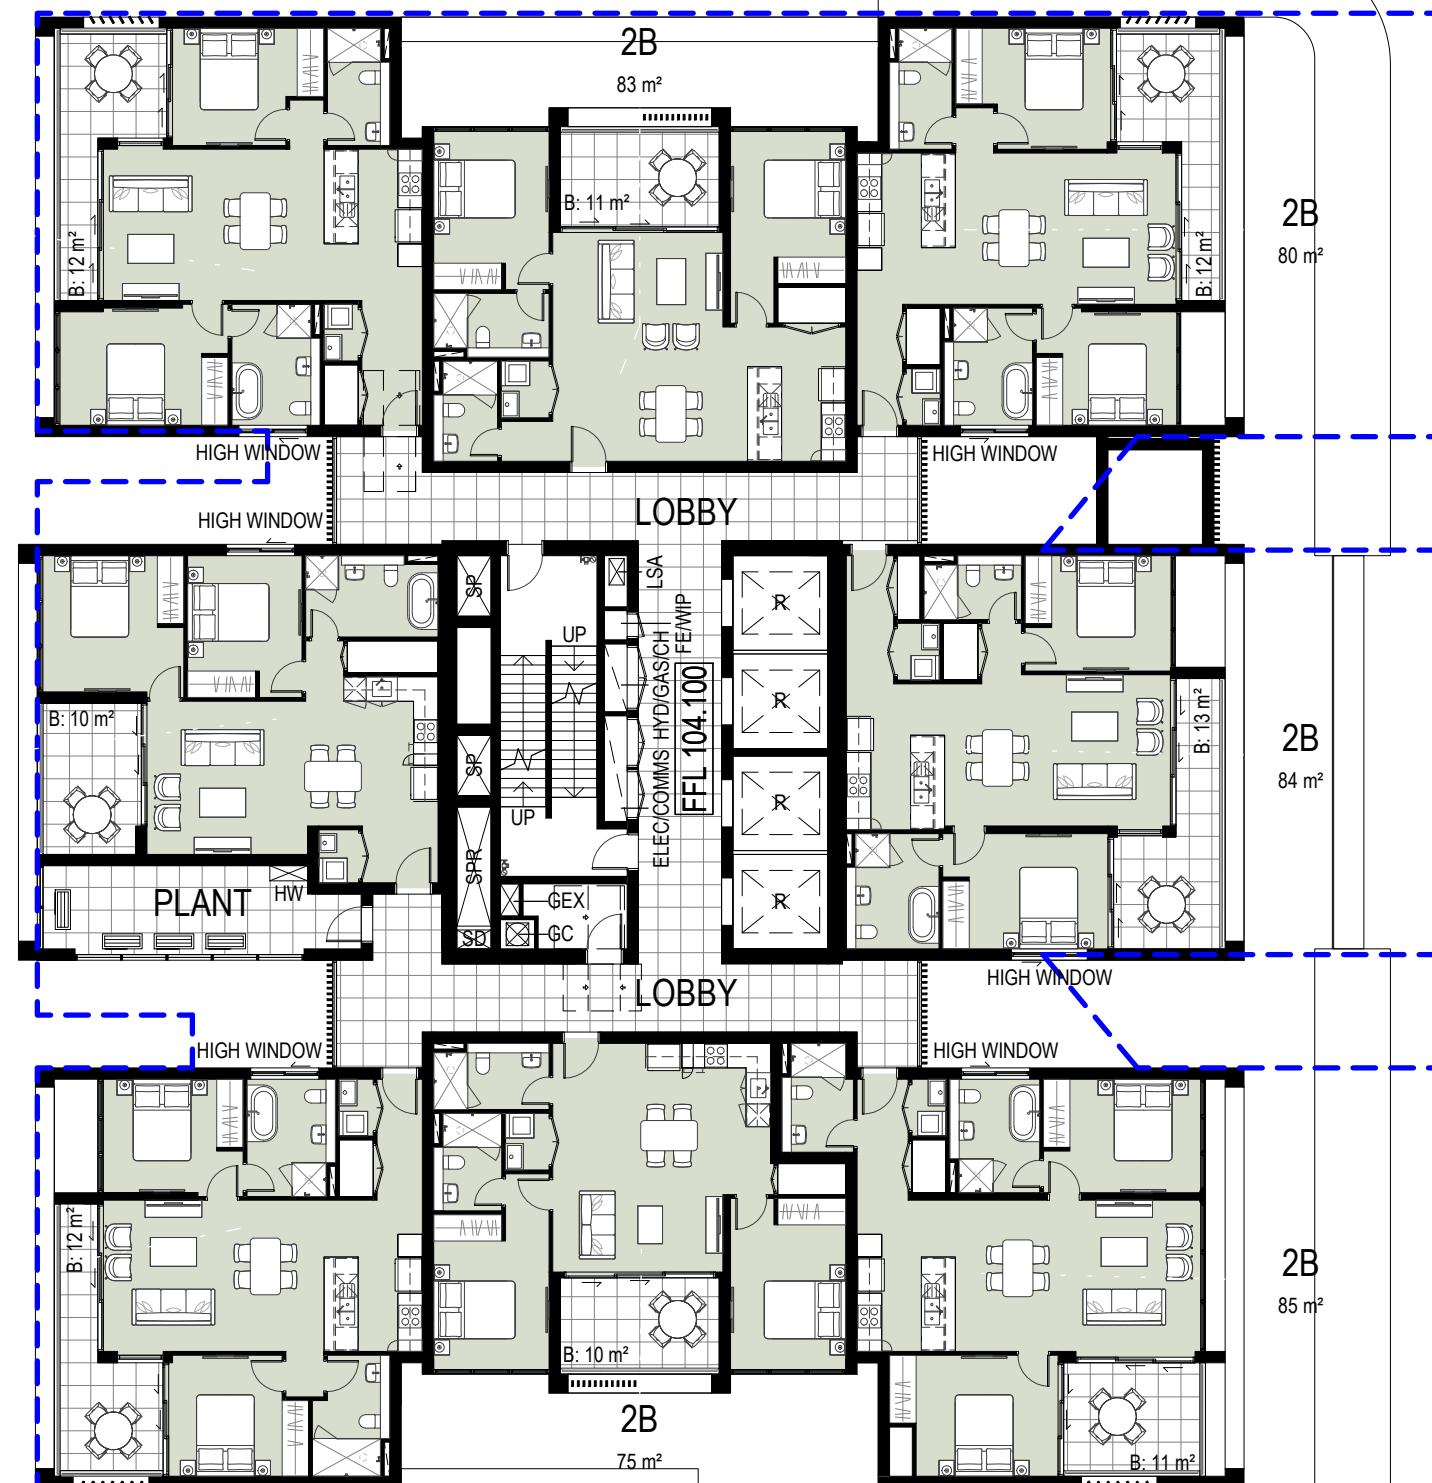 2B
83 m²
B: 11 m²
B: 12 m²
B: 12 m²
2B
80 m²
HIGH WINDOW
HIGH WINDOW
HIGH WINDOW
LOBBY
SP
UP
LSA
FE/WIP
ELEC/COMMS HYD/GAS/CH
FFL 104.100
R
R
R
R
B: 10 m²
SP
UP
SPR
B: 13 m²
2B
84 m²
PLANT
HW
GEX
GC
SD
LOBBY
HIGH WINDOW
HIGH WINDOW
HIGH WINDOW
B: 12 m²
2B
85 m²
B: 10 m²
2B
75 m²
B: 11 m²